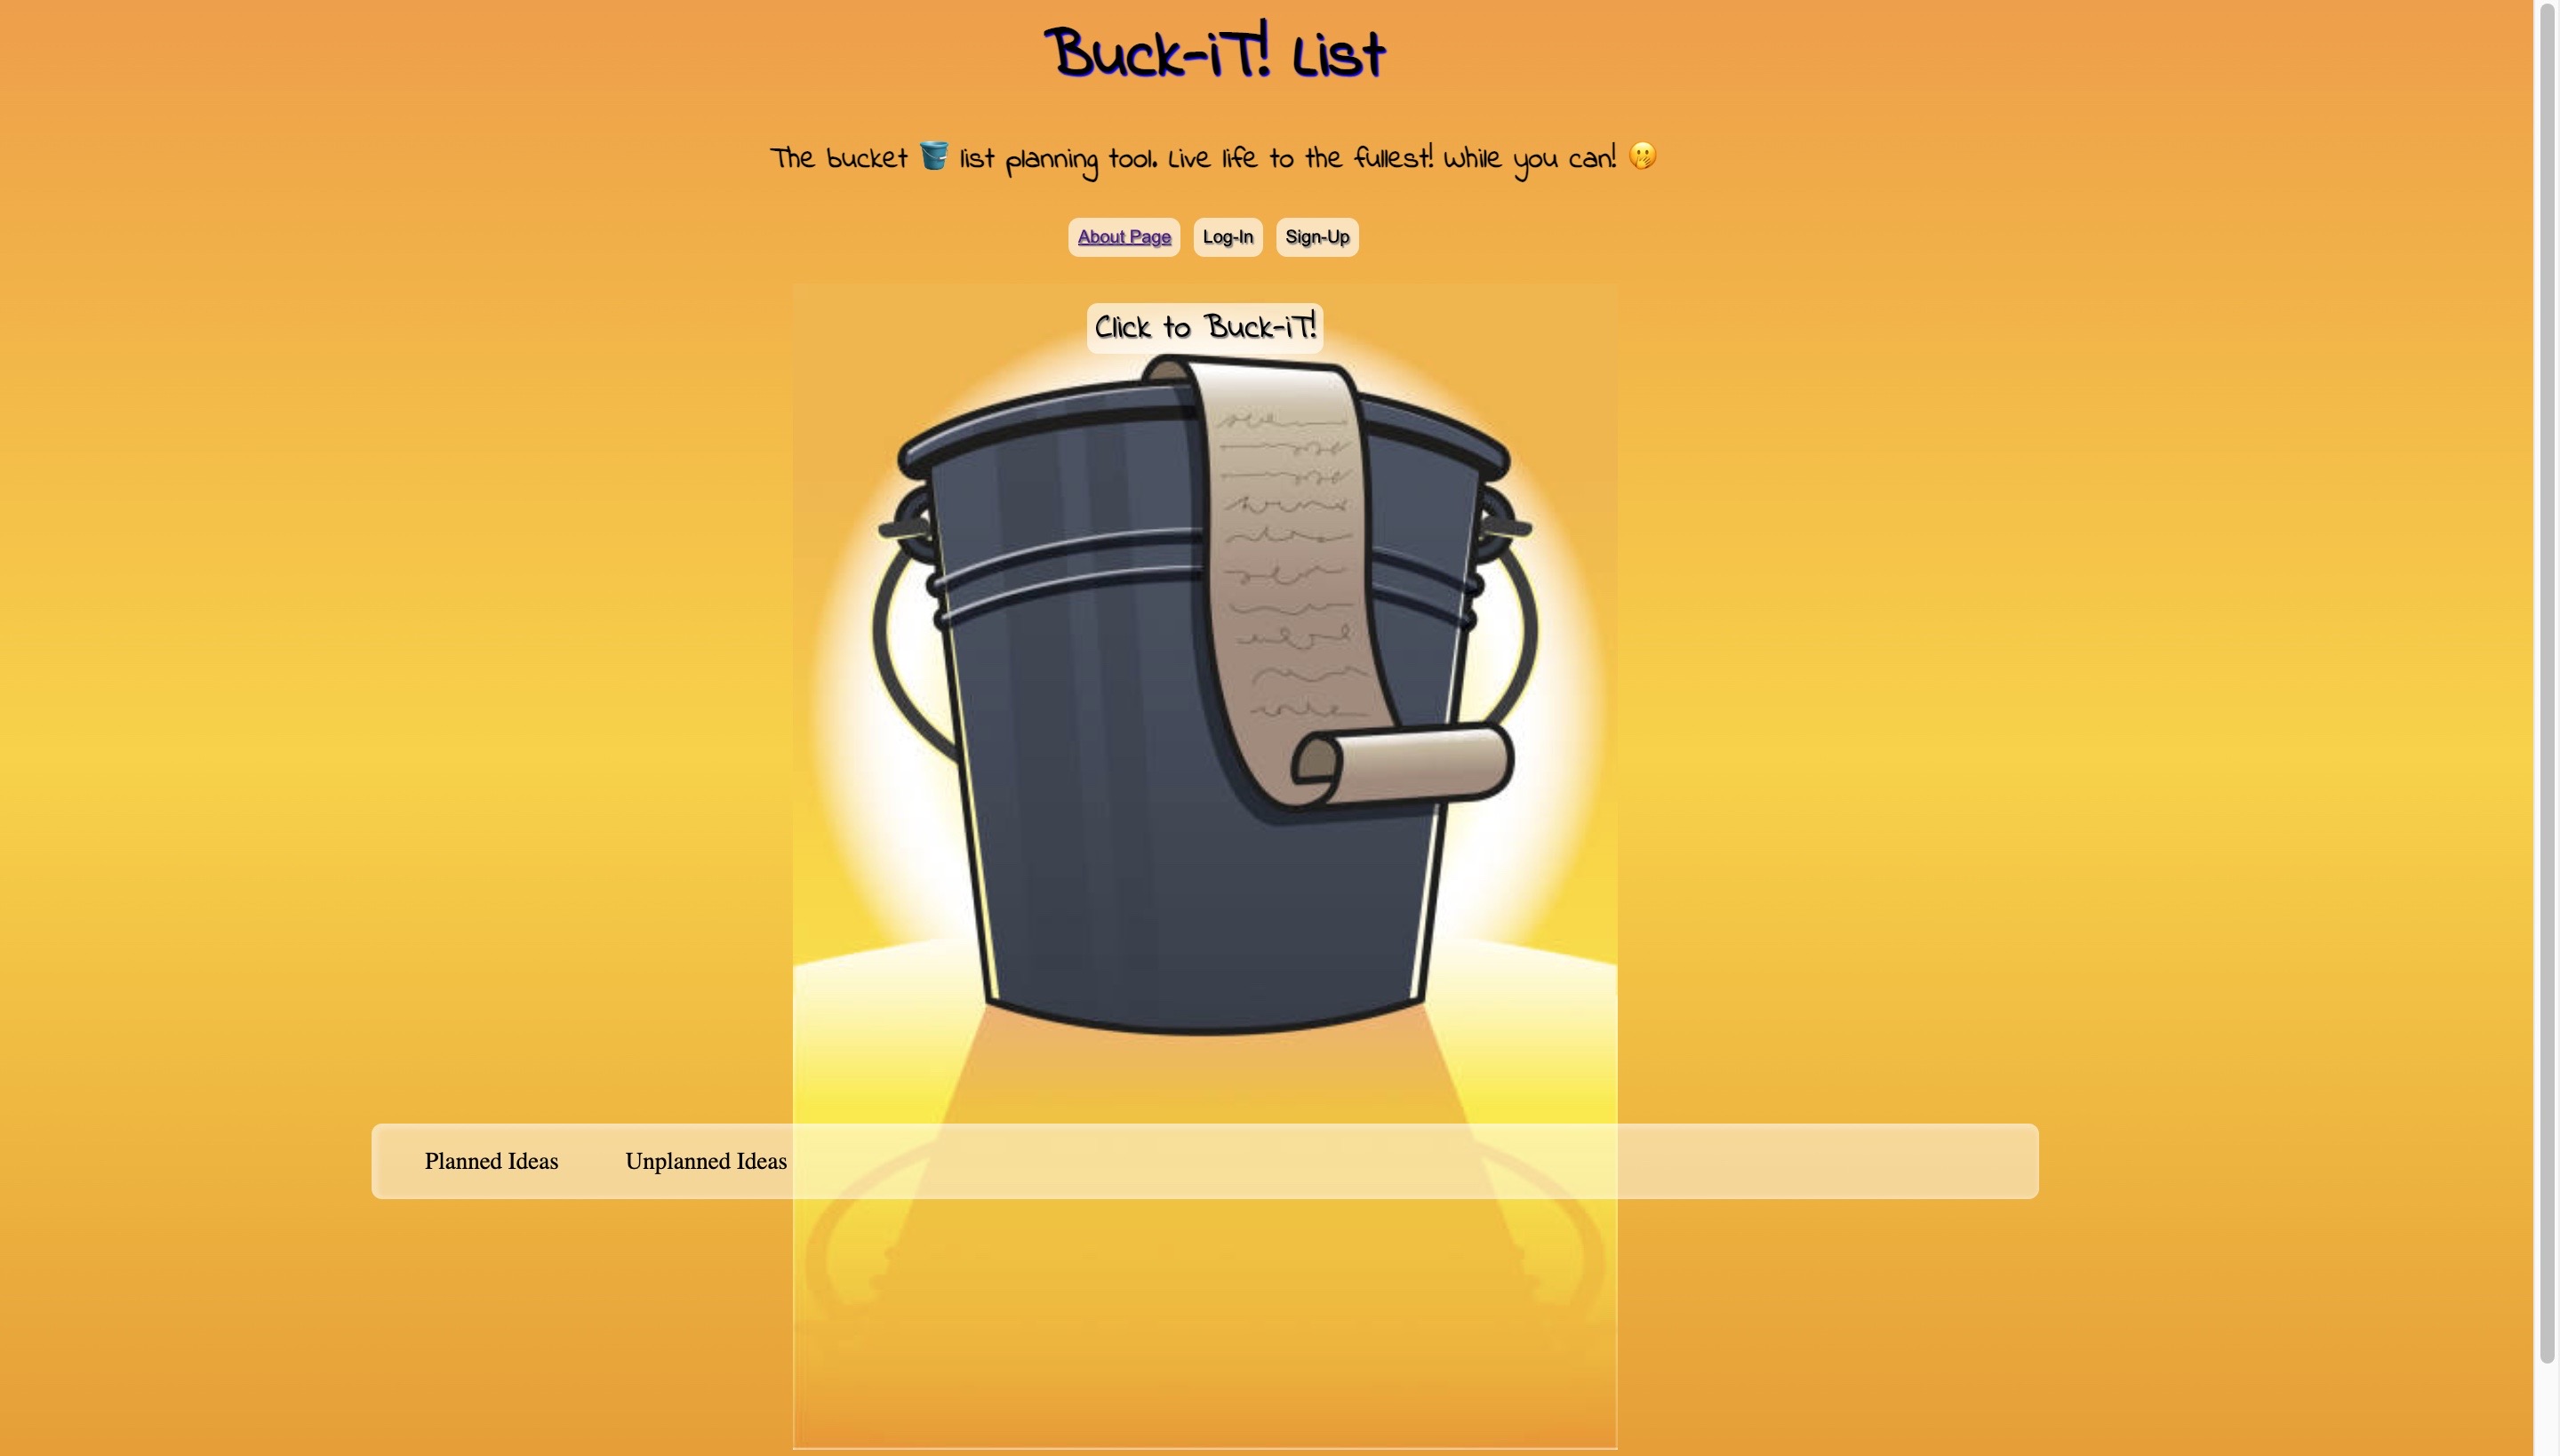 Buck-iT! List
The bucket 🪣 list planning tool. Live life to the fullest! While you can! 🫢
About Page Log-In Sign-Up
Click to Buck-iT!
Planned Ideas Unplanned Ideas